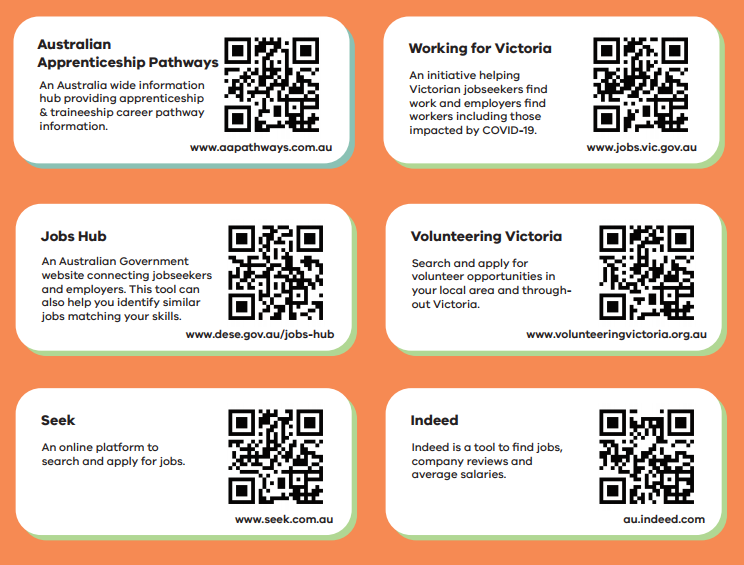 Australian
Apprenticeship Pathways
An Australia wide information
hub providing apprenticeship
& traineeship career pathway
information.
www.aapathways.com.au
Working for Victoria
An initiative helping
Victorian jobseekers find
work and employers find
workers including those
impacted by COVID-19.
www.jobs.vic.gov.au
Jobs Hub
An Australian Government
website connecting jobseekers
and employers. This tool can
also help you identify similar
jobs matching your skills.
www.dese.gov.au/jobs-hub
Volunteering Victoria
Search and apply for
volunteer opportunities in
your local area and through-
out Victoria.
www.volunteeringvictoria.org.au
Seek
An online platform to
search and apply for jobs.
www.seek.com.au
Indeed
Indeed is a tool to find jobs,
company reviews and
average salaries.
au.indeed.com